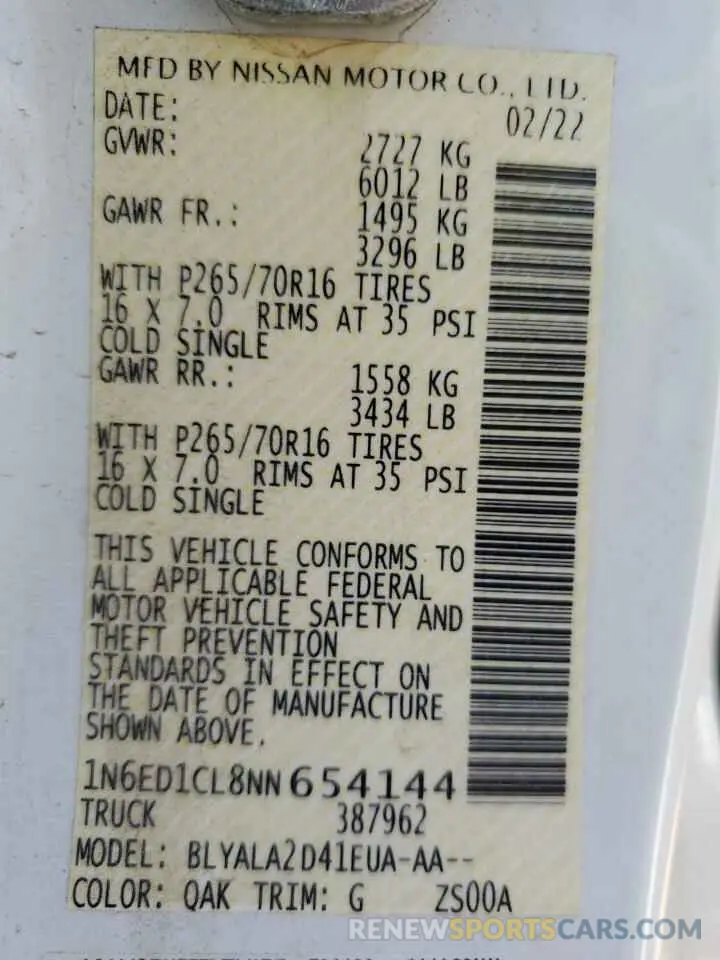 MFD BY NISSAN MOTOR CO., LTD.
DATE: 02/22
GVWR: 2727 KG
6012 LB
GAWR FR.: 1495 KG
3296 LB
WITH P265/70R16 TIRES
16 X 7.0 RIMS AT 35 PSI
COLD SINGLE
GAWR RR.: 1558 KG
3434 LB
WITH P265/70R16 TIRES
16 X 7.0 RIMS AT 35 PSI
COLD SINGLE
THIS VEHICLE CONFORMS TO
ALL APPLICABLE FEDERAL
MOTOR VEHICLE SAFETY AND
THEFT PREVENTION
STANDARDS IN EFFECT ON
THE DATE OF MANUFACTURE
SHOWN ABOVE.
1N6ED1CL8NN654144
TRUCK 387962
MODEL: BLYALA2D41EUA-AA--
COLOR: QAK TRIM: G ZS00A
RENEWSPORTSCARS.COM